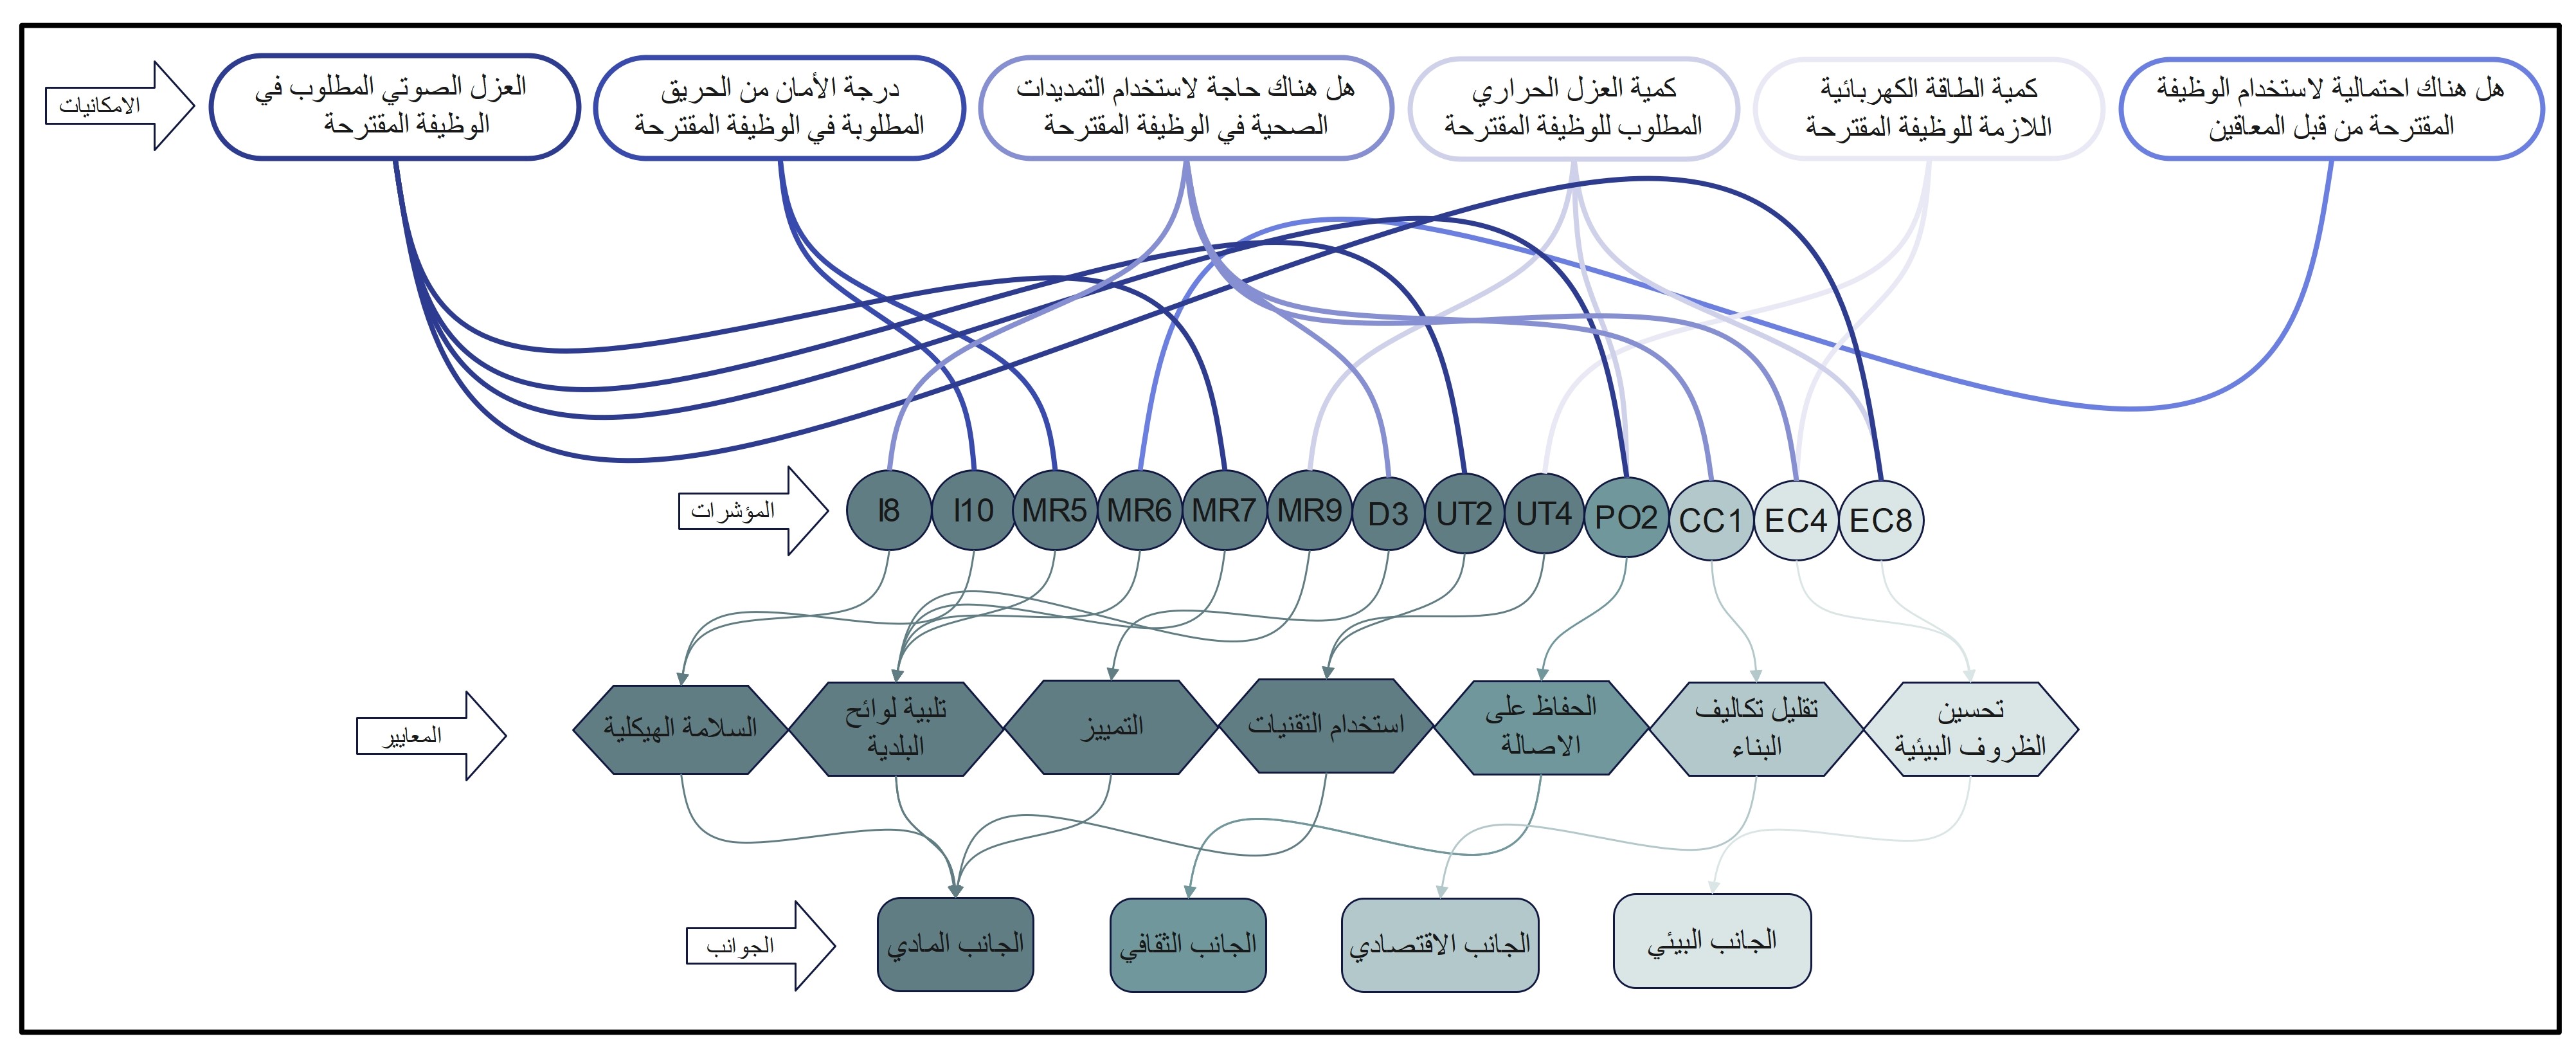 الامكانيات
العزل الصوتي المطلوب في
الوظيفة المقترحة
درجة الأمان من الحريق
المطلوبة في الوظيفة المقترحة
هل هناك حاجة لاستخدام التمديدات
الصحية في الوظيفة المقترحة
كمية العزل الحراري
المطلوب للوظيفة المقترحة
كمية الطاقة الكهربائية
اللازمة للوظيفة المقترحة
هل هناك احتمالية لاستخدام الوظيفة
المقترحة من قبل المعاقين
المؤشرات
I8
I10
MR5
MR6
MR7
MR9
D3
UT2
UT4
PO2
CC1
EC4
EC8
المعايير
السلامة الهيكلية
تلبية لوائح
البلدية
التمييز
استخدام التقنيات
الحفاظ على
الاصالة
تقليل تكاليف
البناء
تحسين
الظروف البيئية
الجوانب
الجانب المادي
الجانب الثقافي
الجانب الاقتصادي
الجانب البيئي